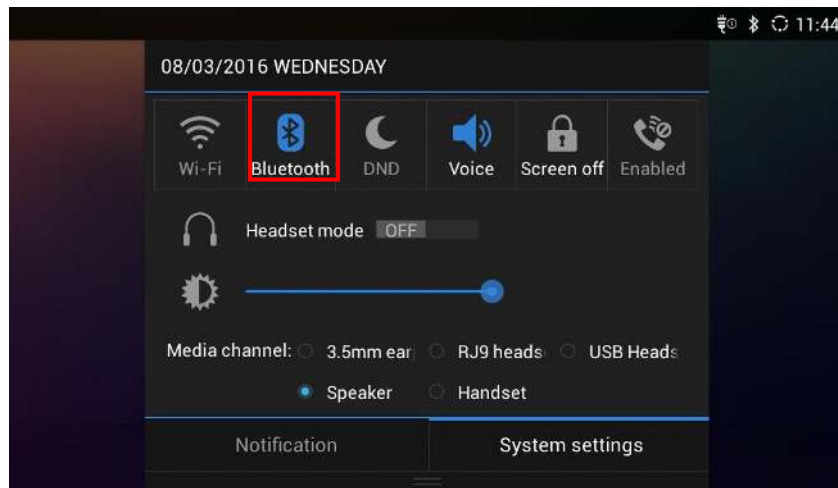 11:44
08/03/2016 WEDNESDAY
Wi-Fi Bluetooth DND Voice Screen off Enabled
Headset mode OFF
Media channel: 3.5mm ear RJ9 heads USB Heads
Speaker Handset
Notification System settings